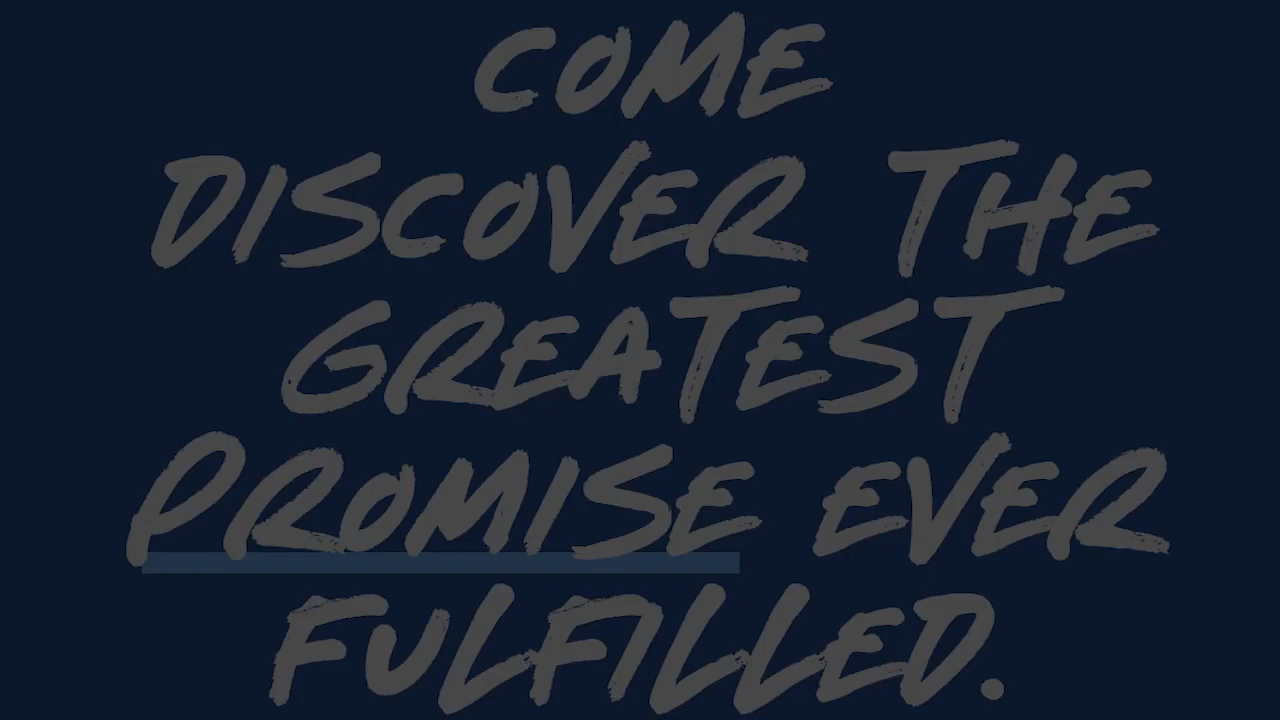 COME
DISCOVER THE
GREATEST
PROMISE EVER
FULFILLED.